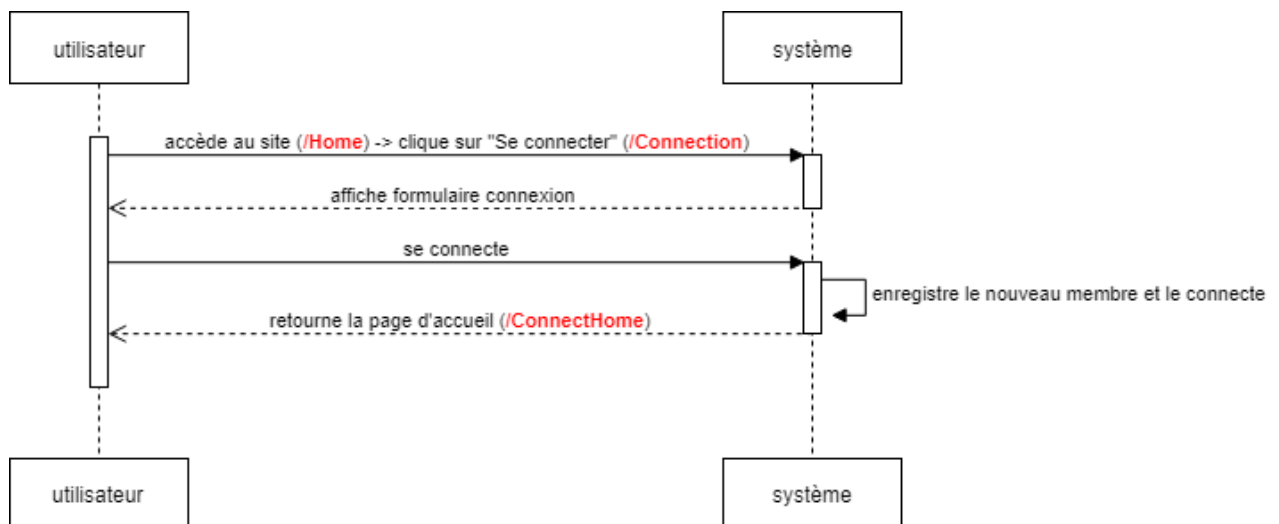 utilisateur
système
accède au site (/Home) -> clique sur "Se connecter" (/Connection)
affiche formulaire connexion
se connecte
enregistre le nouveau membre et le connecte
retourne la page d'accueil (/ConnectHome)
utilisateur
système